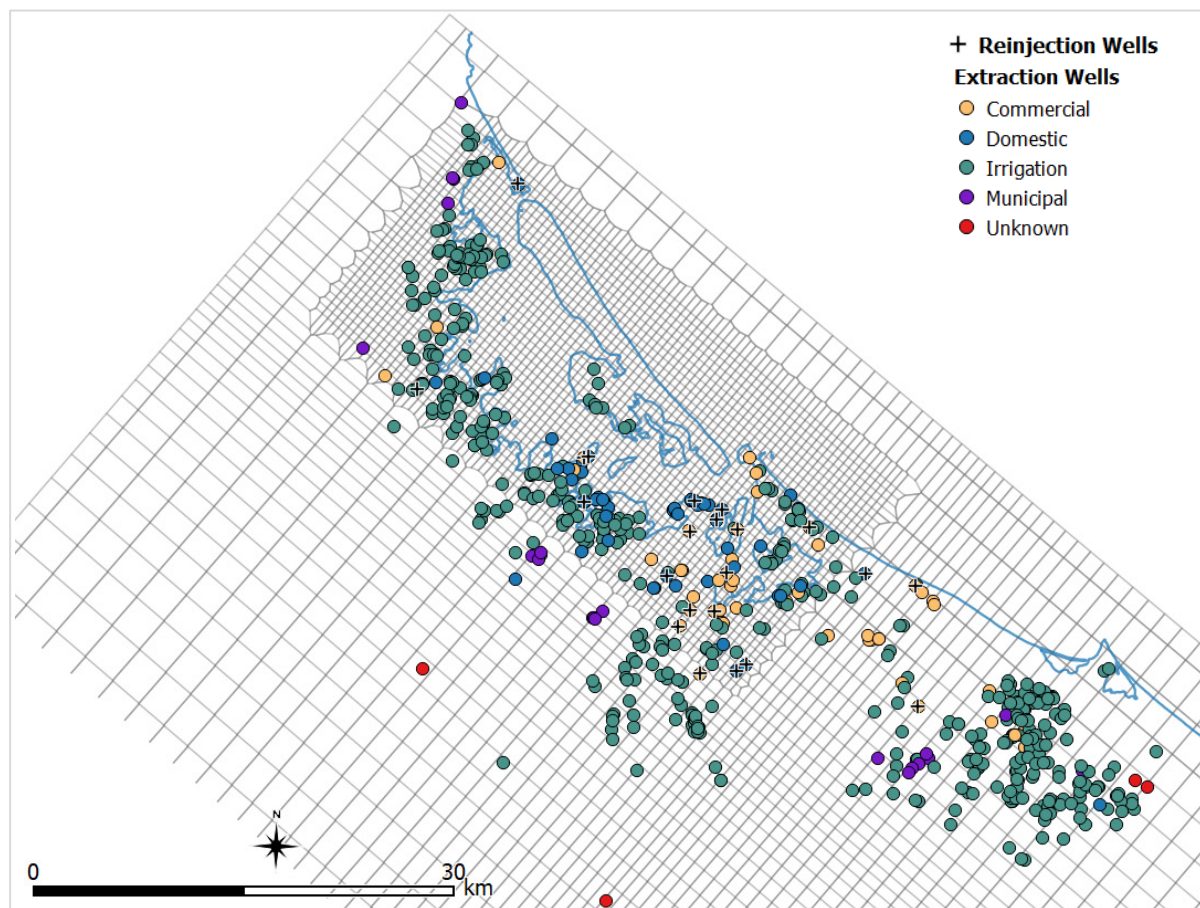 Reinjection Wells
Extraction Wells
Commercial
Domestic
Irrigation
Municipal
Unknown
N
0 30
km